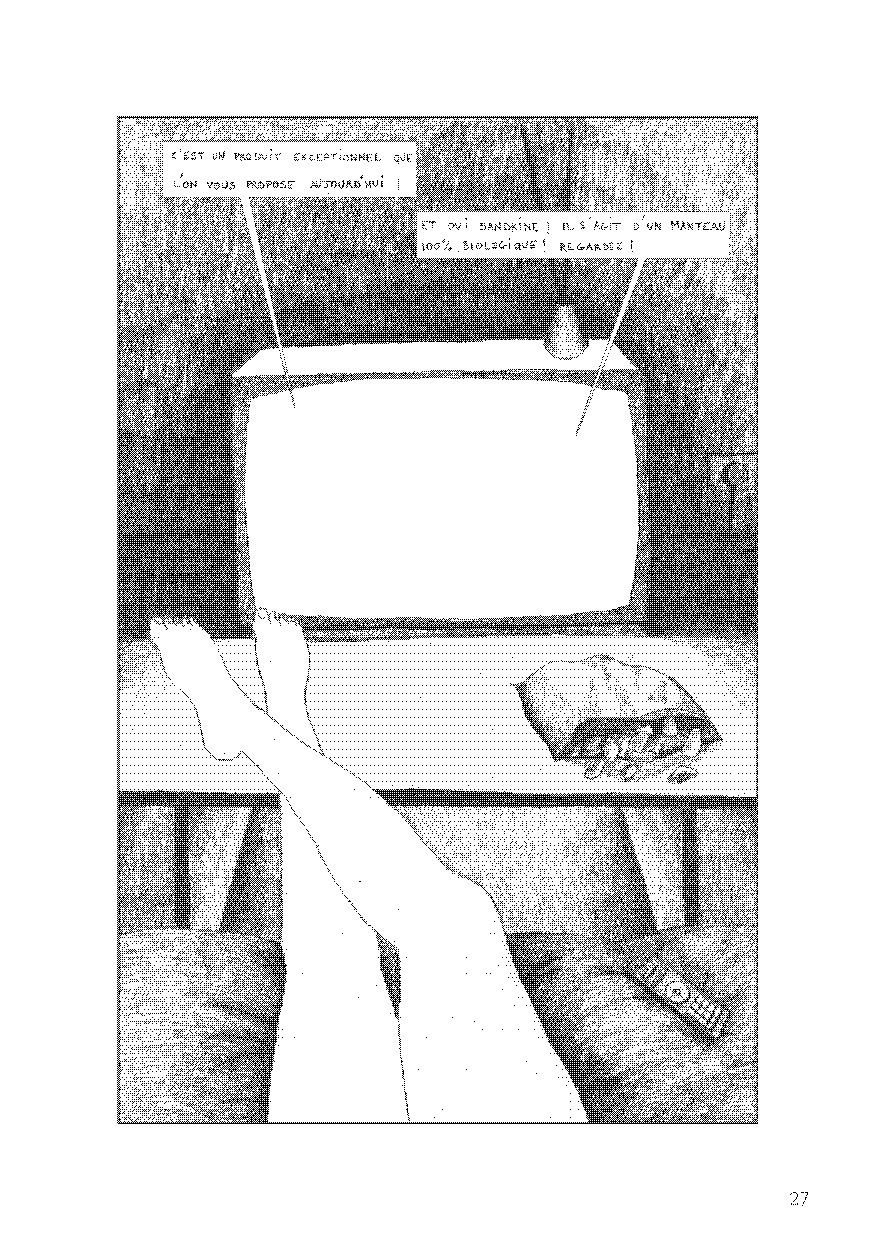 C'EST UN PRODUIT EXCEPTIONNEL QUE
L'ON VOUS PROPOSE AUJOURD'HUI !
ET OUI SANDRINE ! IL S'AGIT D'UN MANTEAU
100% BIOLOGIQUE ! REGARDEZ !
27